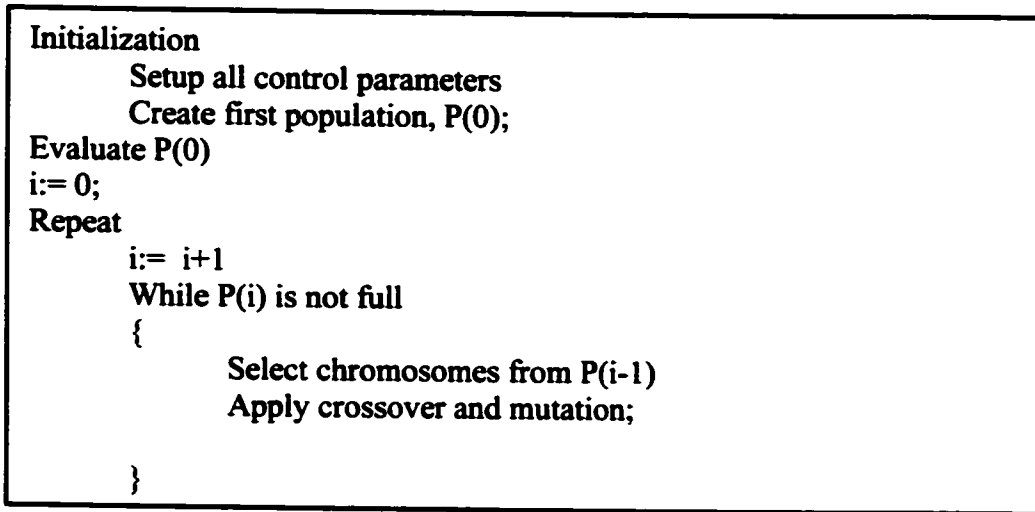 Initialization
Setup all control parameters
Create first population, P(0);
Evaluate P(0)
i:= 0;
Repeat
i:= i+1
While P(i) is not full
{
Select chromosomes from P(i-1)
Apply crossover and mutation;
}